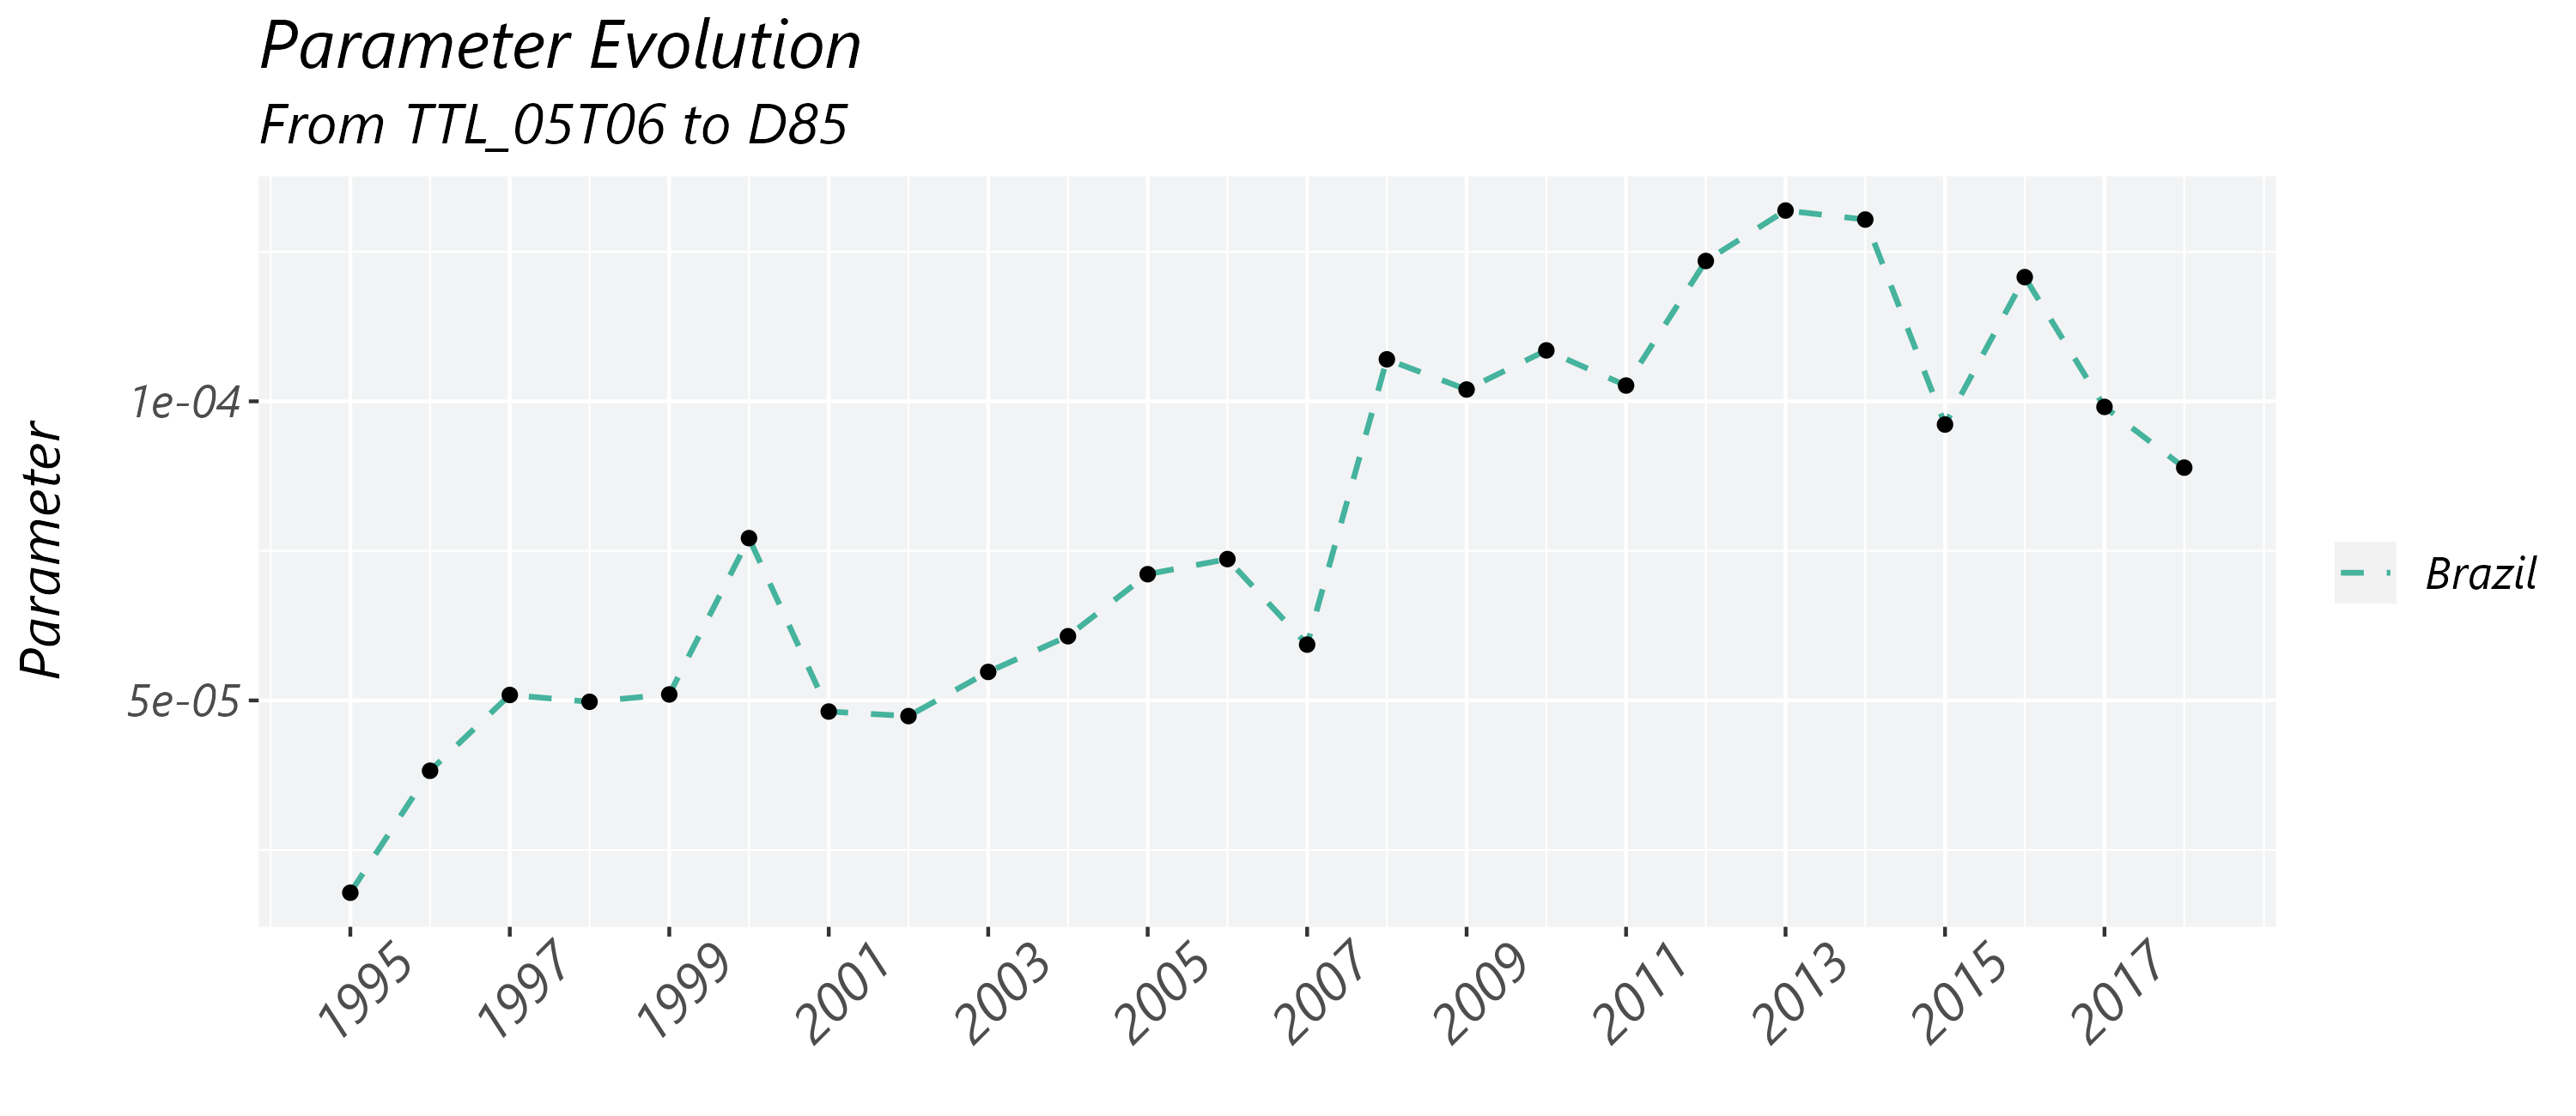 Parameter Evolution
From TTL_05T06 to D85
Parameter
1e-04
5e-05
1995
1997
1999
2001
2003
2005
2007
2009
2011
2013
2015
2017
Brazil